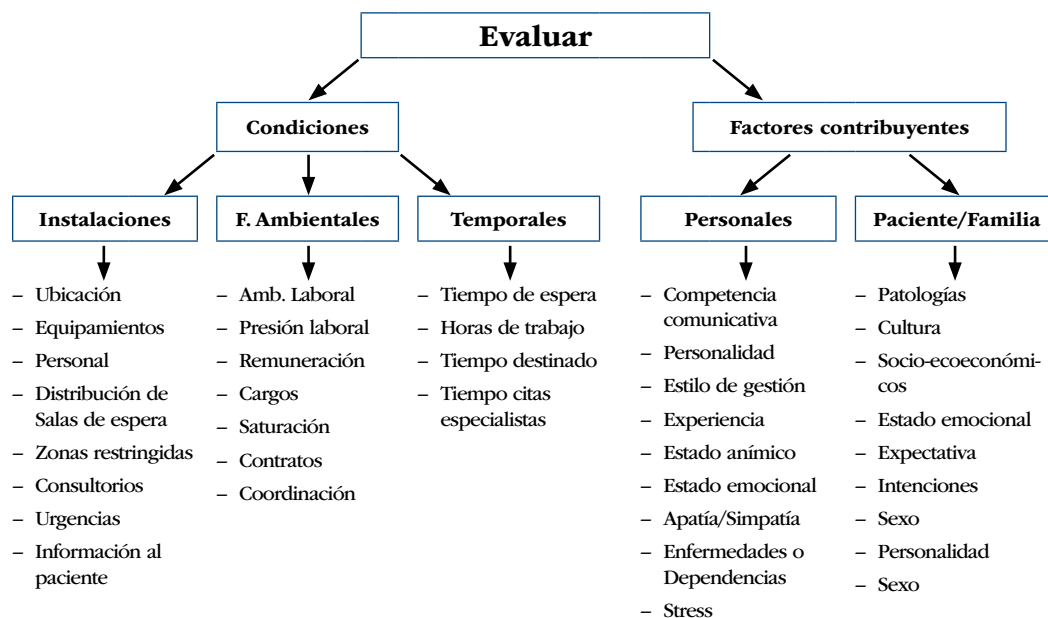 Evaluar
Condiciones
Factores contribuyentes
Instalaciones
F. Ambientales
Temporales
Personales
Paciente/Familia
– Ubicación
– Equipamientos
– Personal
– Distribución de
Salas de espera
– Zonas restringidas
– Consultorios
– Urgencias
– Información al
paciente
– Amb. Laboral
– Presión laboral
– Remuneración
– Cargos
– Saturación
– Contratos
– Coordinación
– Tiempo de espera
– Horas de trabajo
– Tiempo destinado
– Tiempo citas
especialistas
– Competencia
comunicativa
– Personalidad
– Estilo de gestión
– Experiencia
– Estado anímico
– Estado emocional
– Apatía/Simpatía
– Enfermedades o
Dependencias
– Stress
– Patologías
– Cultura
– Socio-ecoeconómi-
cos
– Estado emocional
– Expectativa
– Intenciones
– Sexo
– Personalidad
– Sexo